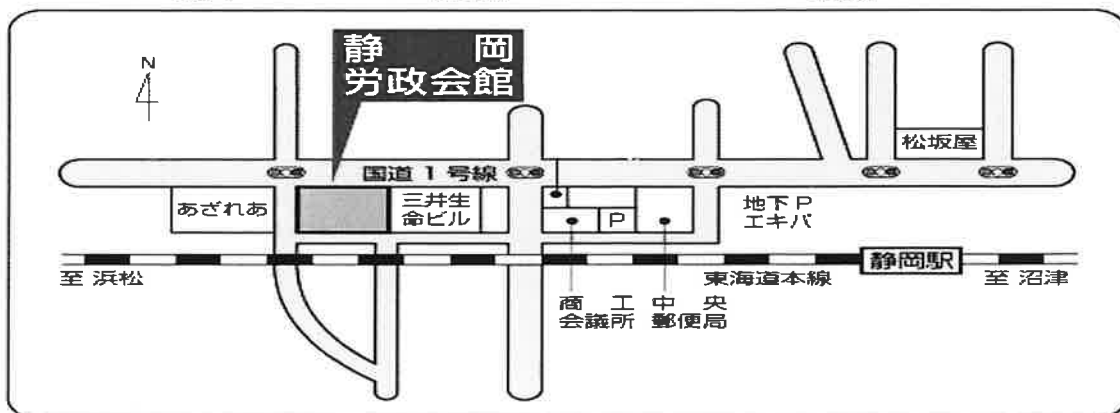 静 岡
労政会館
N
松坂屋
国道1号線
あざれあ
三井生
命ビル
P
地下P
エキパ
至 浜松
東海道本線
静岡駅
至 沼津
商 工
会議所
中 央
郵便局